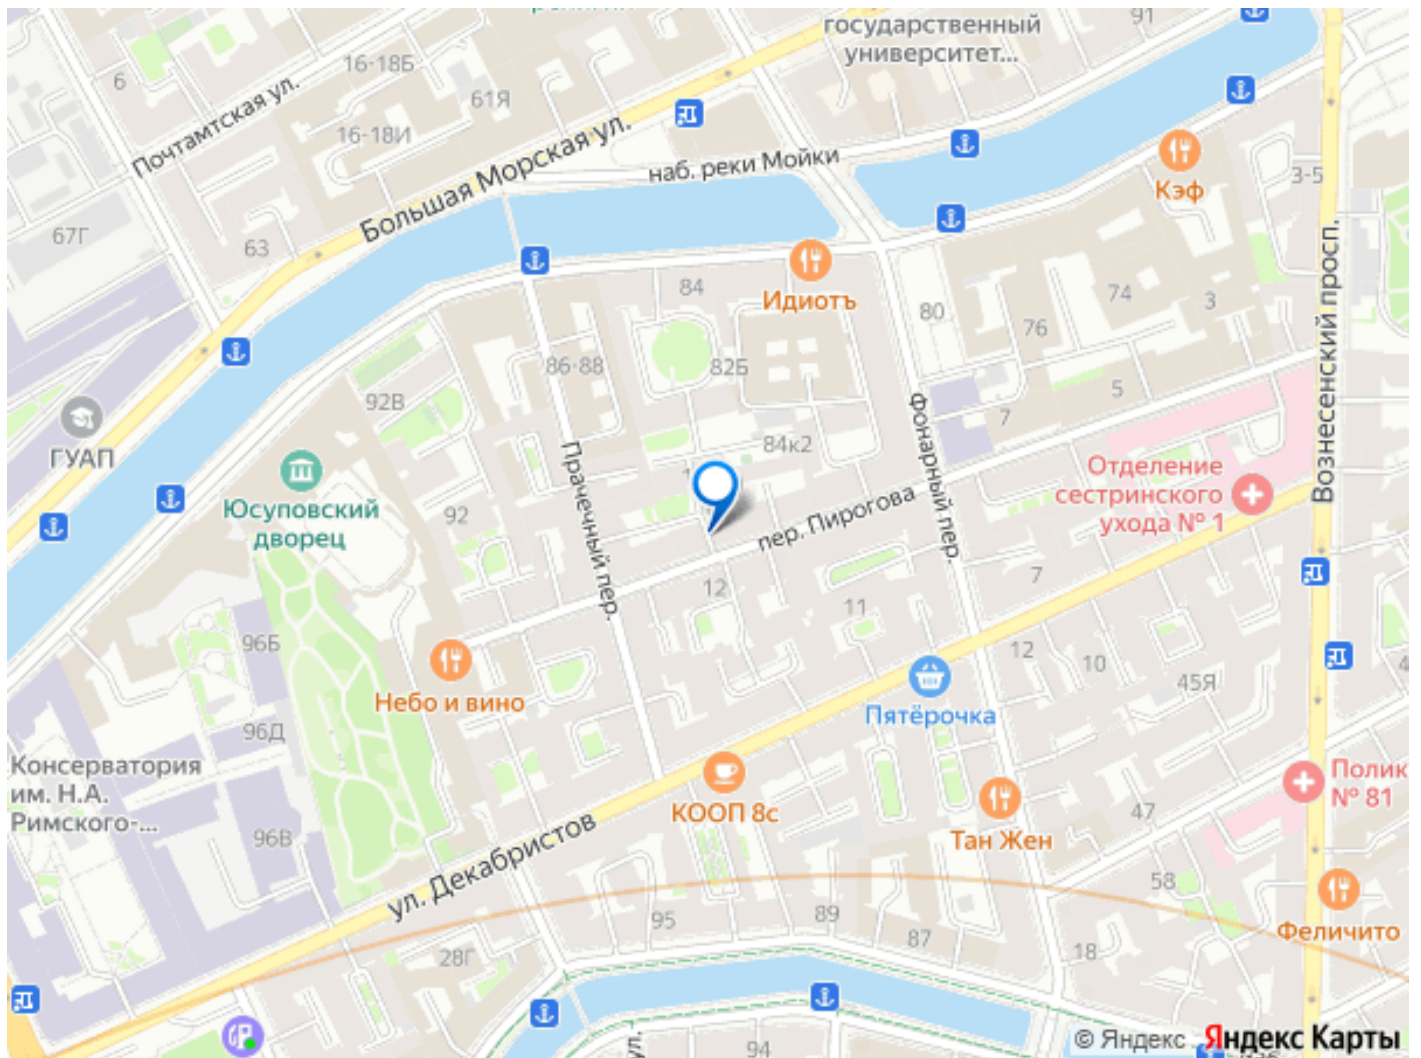 государственный
университет...
91
16-18Б
6
61Я
Почтамтская ул.
16-18И
Большая Морская ул.
наб. реки Мойки
Кэф
3-5
67Г
63
84
Идиотъ
80
74
3
76
Вознесенский просп.
86-88
82Б
92В
5
7
Фонарный пер.
ГУАП
84к2
Прачечный пер.
Отделение
сестринского
ухода № 1
Юсуповский
дворец
92
пер. Пирогова
12
7
11
96Б
12
10
45Я
Небо и вино
Пятёрочка
96Д
Консерватория
им. Н.А.
Римского-...
Полик
№ 81
КООП 8с
47
96В
Тан Жен
ул. Декабристов
58
95
89
87
Феличито
28Г
18
94
ул.
© Яндекс Яндекс Карты